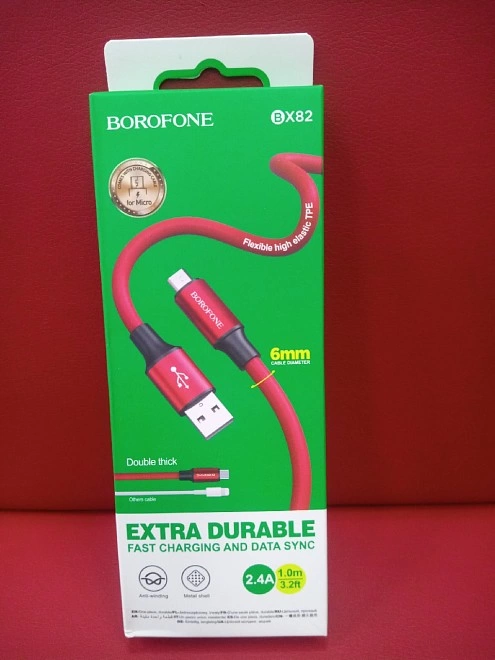 BOROFONE
BX82
for Micro
Flexible high elastic TPE
BOROFONE
6mm
CABLE DIAMETER
Double thick
Others cable
EXTRA DURABLE
FAST CHARGING AND DATA SYNC
2.4A
1.0m
3.2ft
Anti-winding
Metal shell